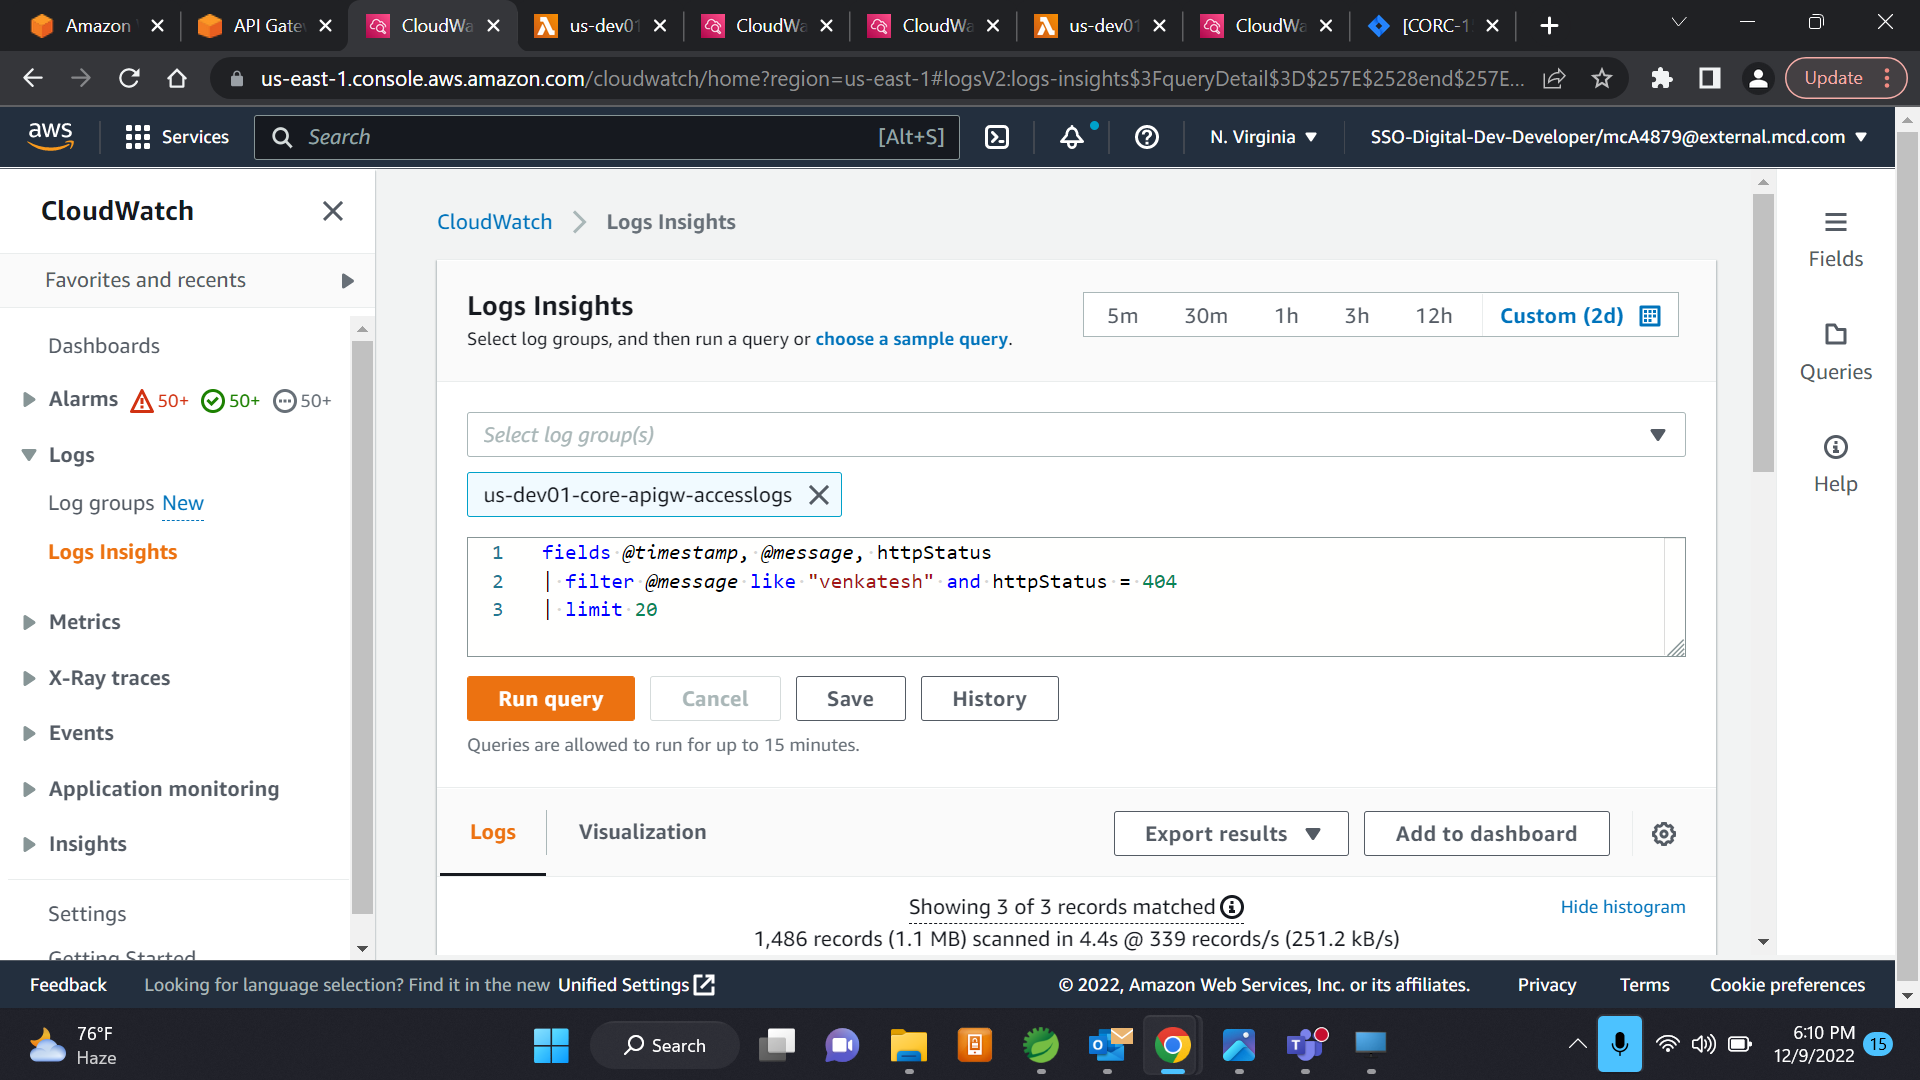 Amazon
API Gate
CloudWa
us-dev01
CloudWa
CloudWa
us-dev01
CloudWa
[CORC-1
us-east-1.console.aws.amazon.com/cloudwatch/home?region=us-east-1#logsV2:logs-insights$3FqueryDetail$3D$257E$2528end$257E...
Update
aws
Services
Search
[Alt+S]
N. Virginia
SSO-Digital-Dev-Developer/mcA4879@external.mcd.com
CloudWatch
Favorites and recents
Dashboards
Alarms 50+ 50+ 50+
Logs
Log groups New
Logs Insights
Metrics
X-Ray traces
Events
Application monitoring
Insights
Settings
Getting Started
CloudWatch
Logs Insights
Logs Insights
Select log groups, and then run a query or choose a sample query.
5m 30m 1h 3h 12h Custom (2d)
Select log group(s)
us-dev01-core-apigw-accesslogs
1 fields @timestamp, @message, httpStatus
2 | filter @message like "venkatesh" and httpStatus = 404
3 | limit 20
Run query
Cancel
Save
History
Queries are allowed to run for up to 15 minutes.
Logs
Visualization
Export results
Add to dashboard
Showing 3 of 3 records matched
Hide histogram
1,486 records (1.1 MB) scanned in 4.4s @ 339 records/s (251.2 kB/s)
Fields
Queries
Help
Feedback
Looking for language selection? Find it in the new Unified Settings
© 2022, Amazon Web Services, Inc. or its affiliates.
Privacy
Terms
Cookie preferences
76°F
Haze
Search
6:10 PM
12/9/2022
15